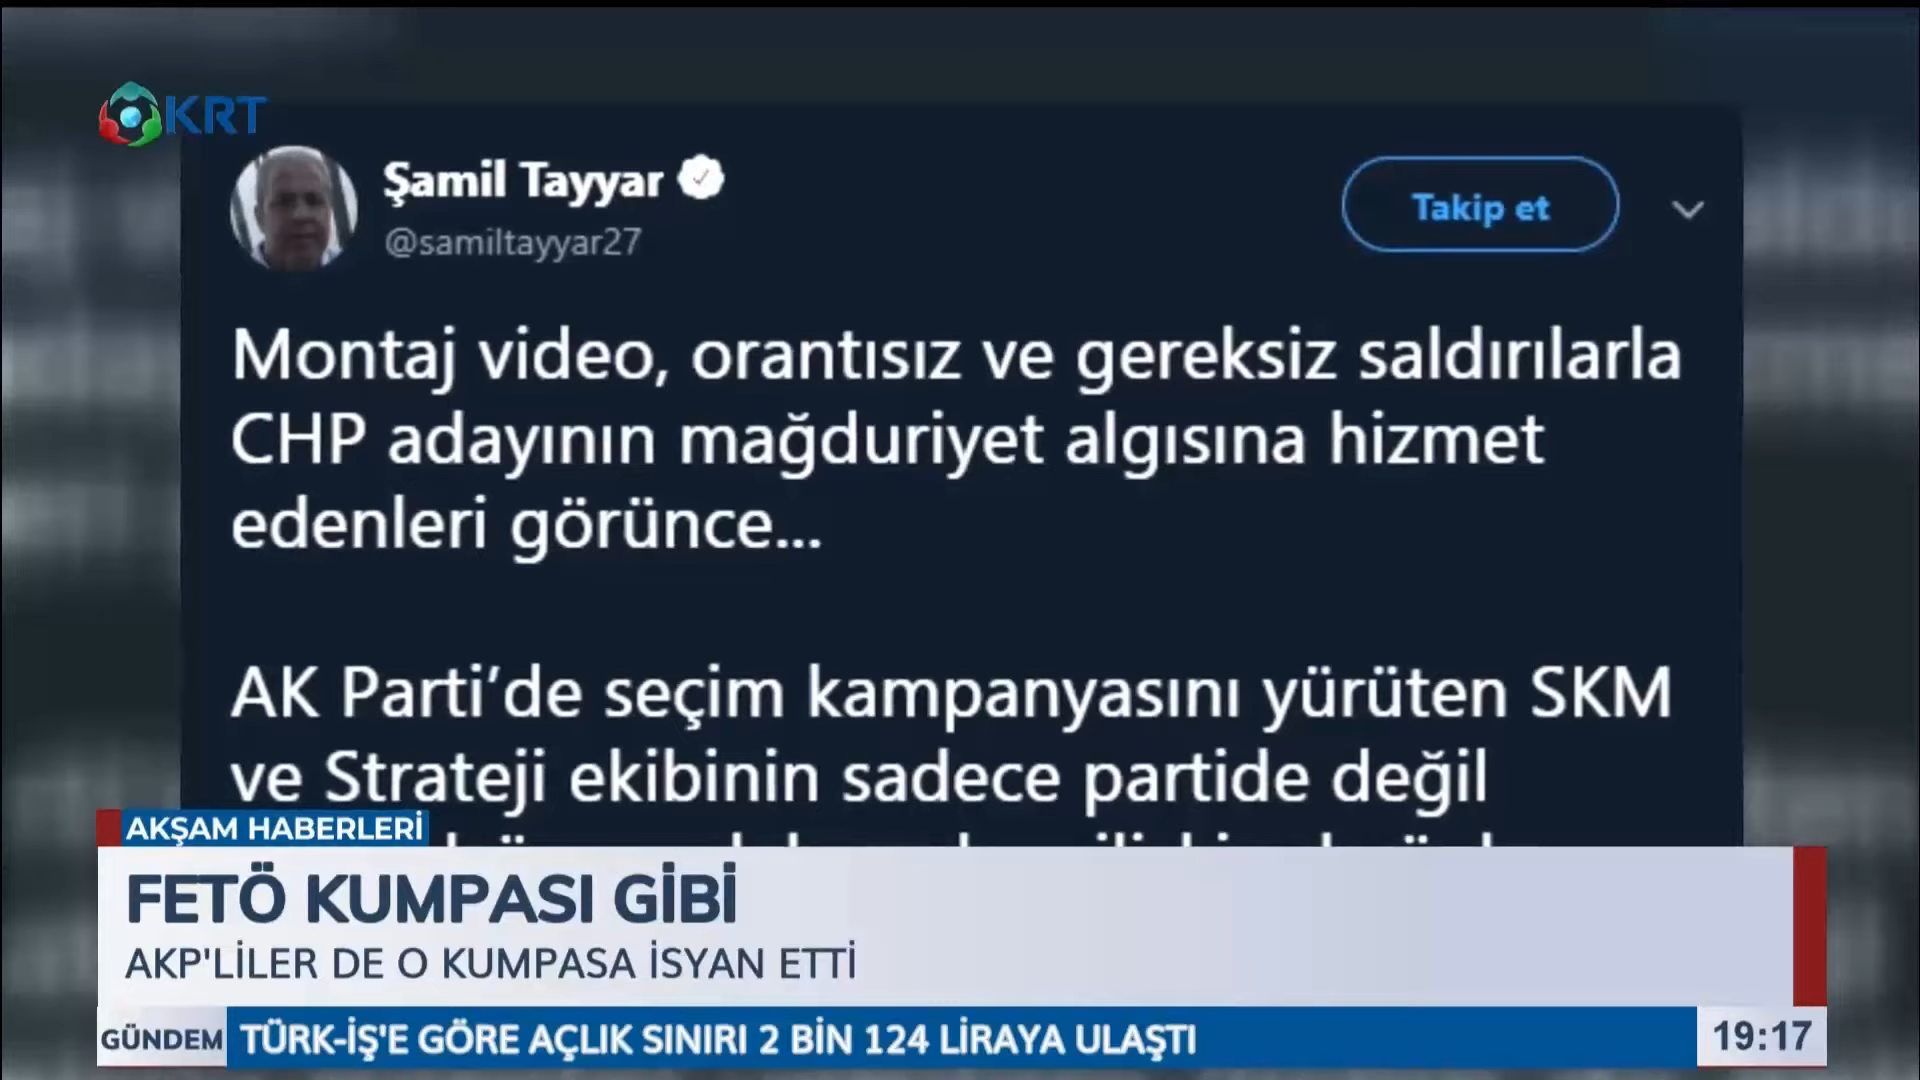 KRT
Şamil Tayyar
@samiltayyar27
Takip et
Montaj video, orantısız ve gereksiz saldırılarla
CHP adayının mağduriyet algısına hizmet
edenleri görünce...
AK Parti’de seçim kampanyasını yürüten SKM
ve Strateji ekibinin sadece partide değil
AKŞAM HABERLERİ
FETÖ KUMPASI GİBİ
AKP'LİLER DE O KUMPASA İSYAN ETTİ
GÜNDEM TÜRK-İŞ'E GÖRE AÇLIK SINIRI 2 BİN 124 LİRAYA ULAŞTI 19:17